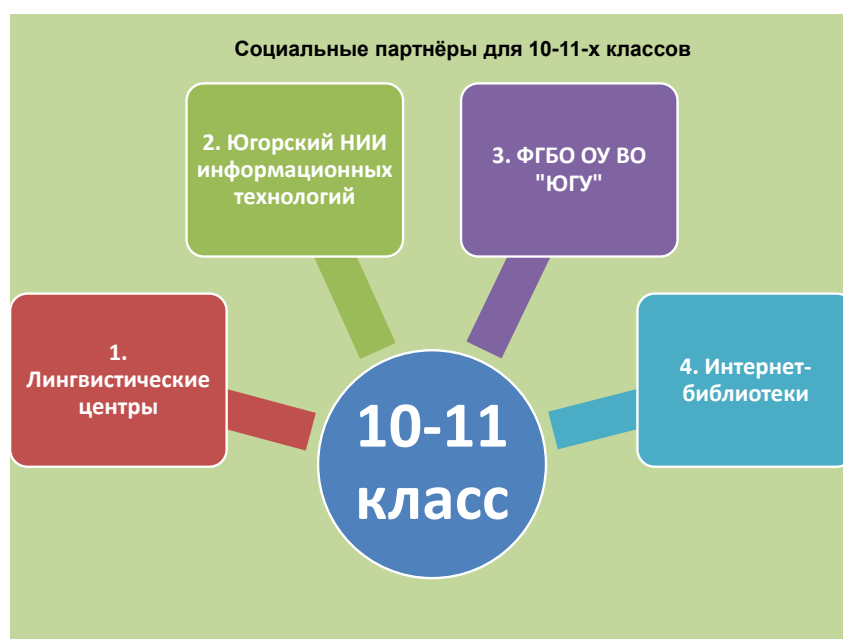 Социальные партнёры для 10-11-х классов
2. Югорский НИИ
информационных
технологий
3. ФГБО ОУ ВО
"ЮГУ"
1.
Лингвистические
центры
4. Интернет-
библиотеки
10-11
класс